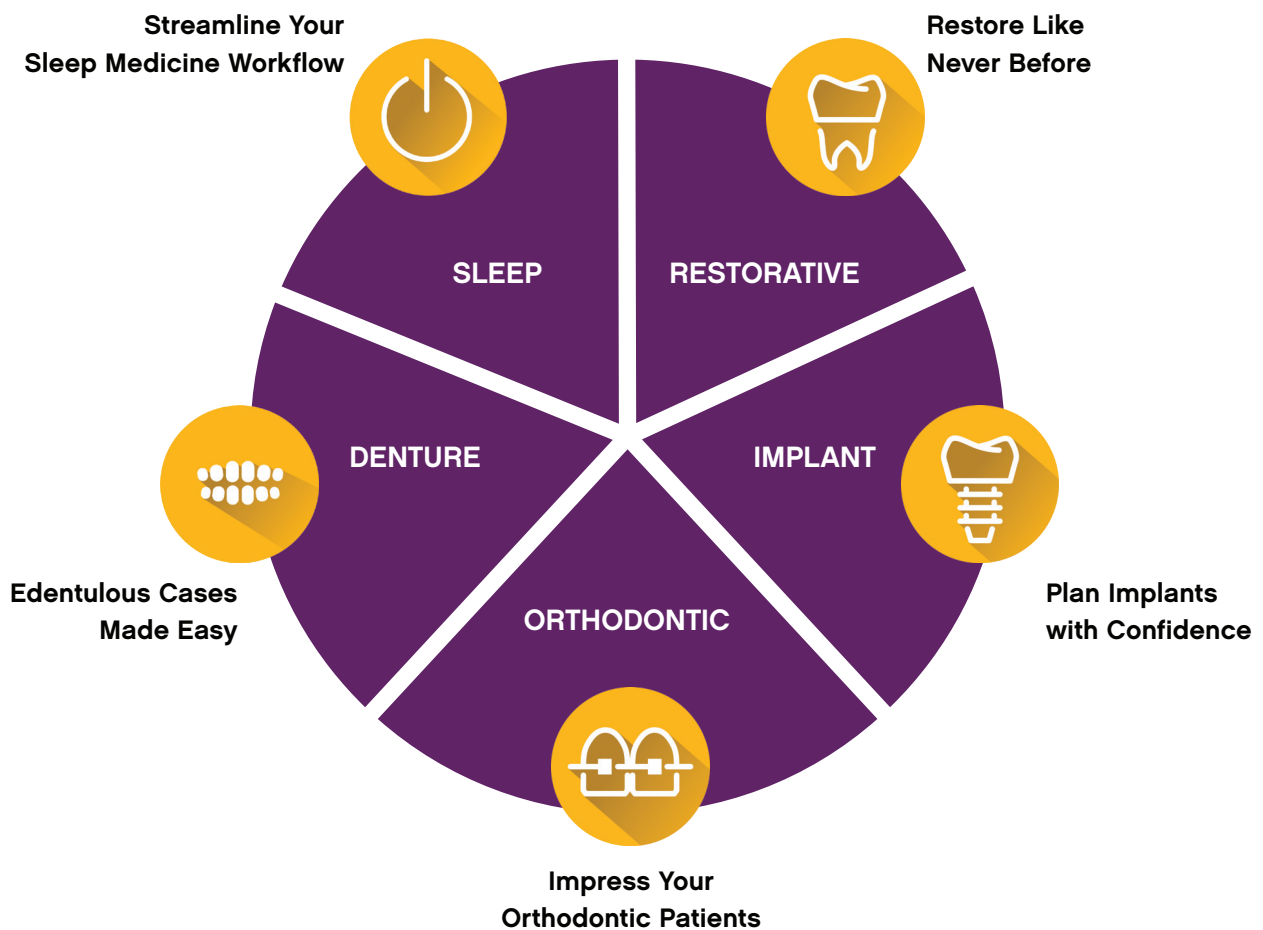 Streamline Your
Sleep Medicine Workflow
Restore Like
Never Before
SLEEP
RESTORATIVE
DENTURE
IMPLANT
Edentulous Cases
Made Easy
Plan Implants
with Confidence
ORTHODONTIC
Impress Your
Orthodontic Patients